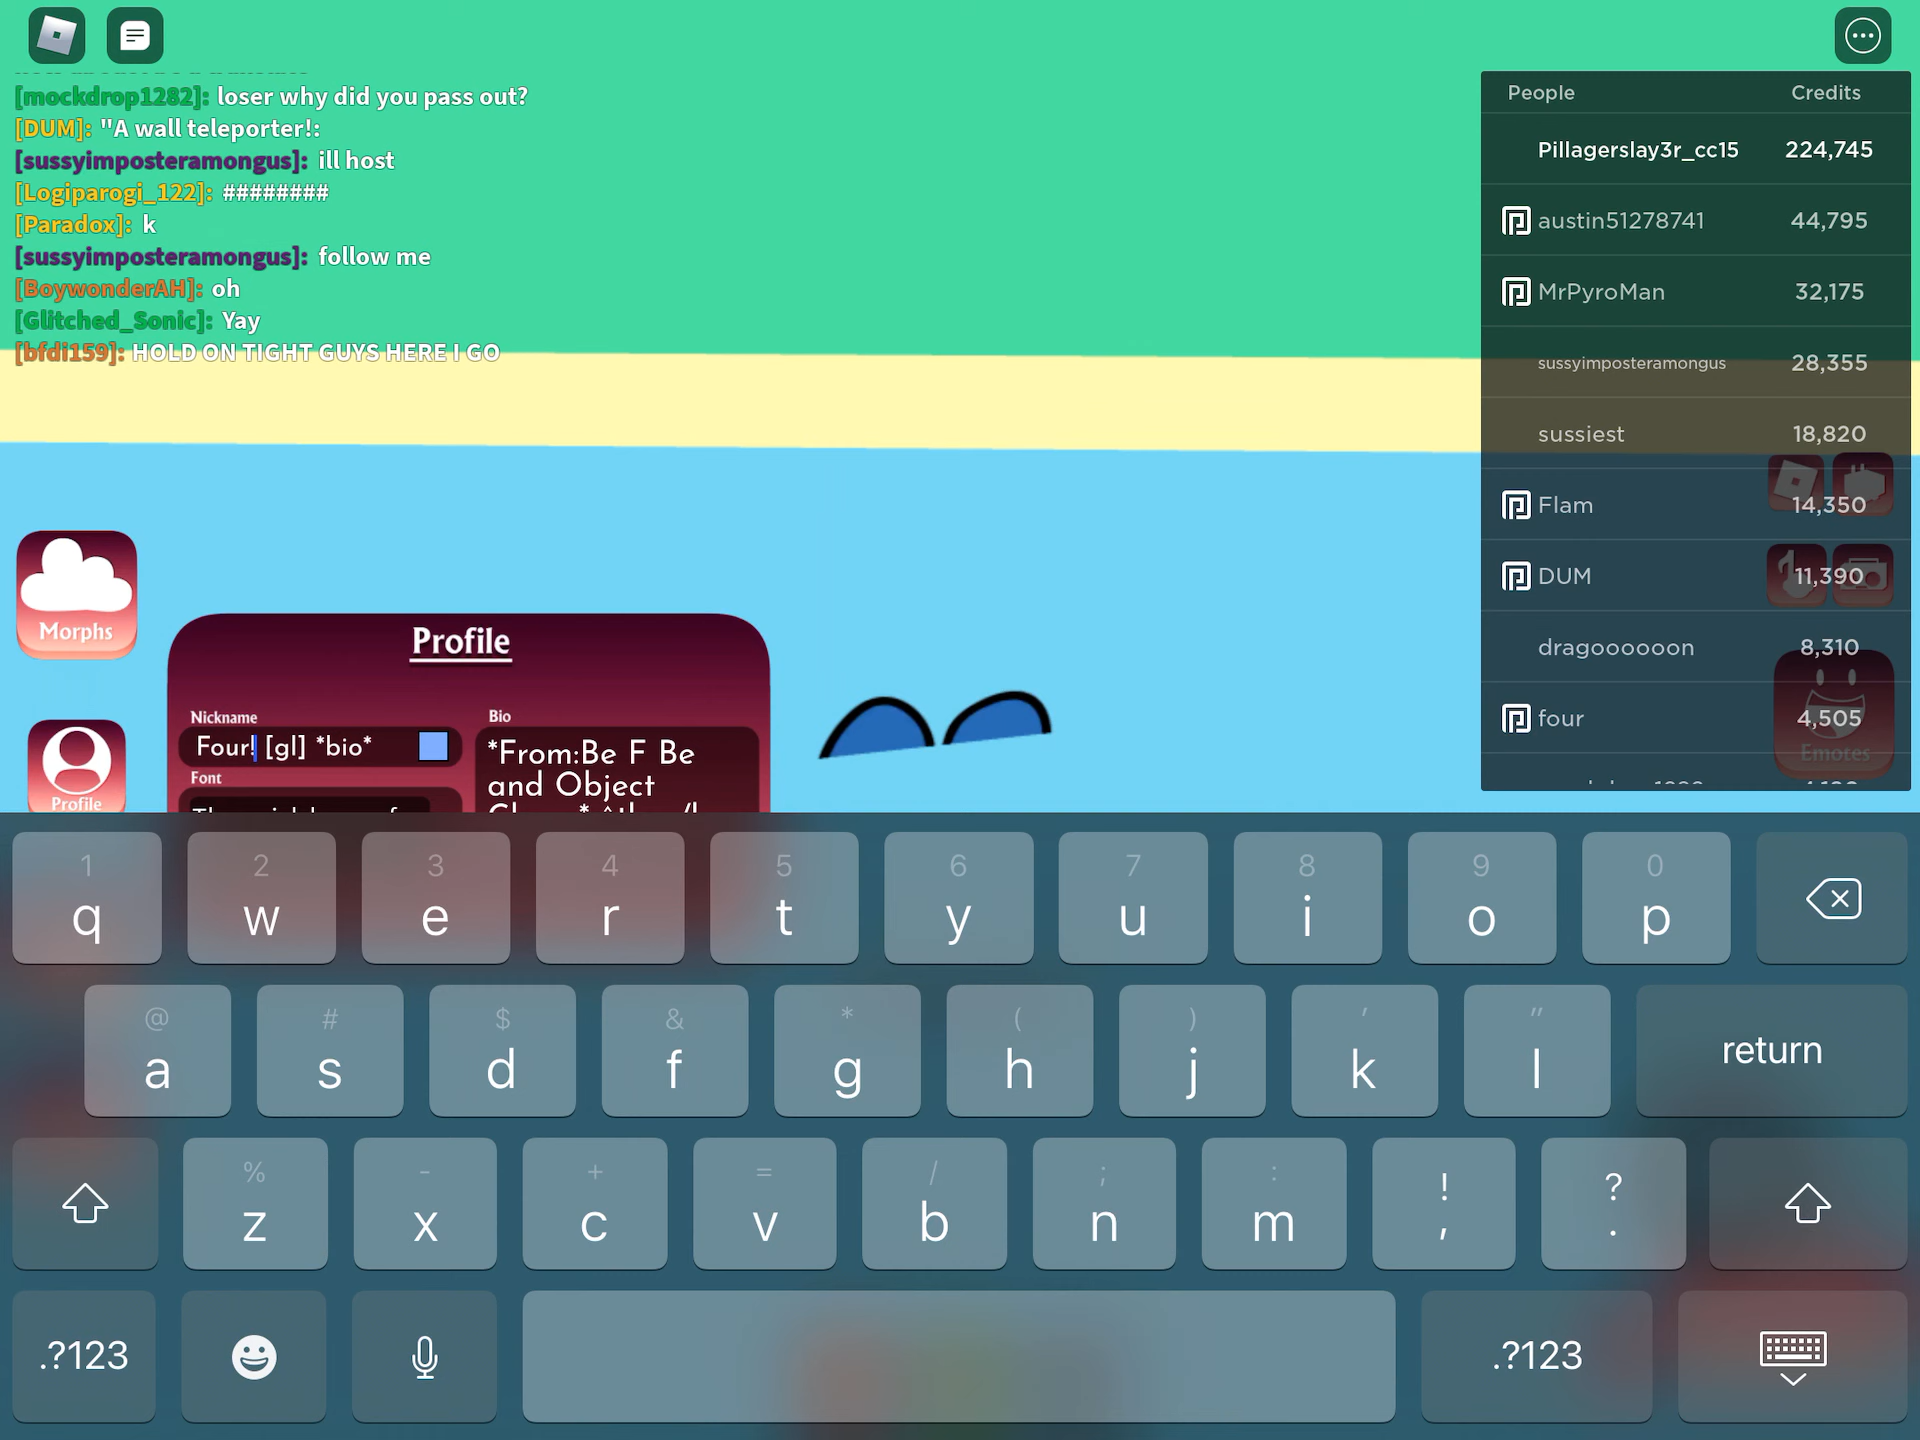 [mockdrop1282]: loser why did you pass out?
[DUM]: "A wall teleporter!:
[sussyimposteramongus]: ill host
[Logiparogi_122]: ########
[Paradox]: k
[sussyimposteramongus]: follow me
[BoywonderAH]: oh
[Glitched_Sonic]: Yay
[bfdi159]: HOLD ON TIGHT GUYS HERE I GO
People Credits
Pillagerslay3r_cc15 224,745
austin51278741 44,795
MrPyroMan 32,175
sussyimposteramongus 28,355
sussiest 18,820
Flam 14,350
DUM 11,390
dragoooooon 8,310
four 4,505
Emotes
Morphs
Profile
Profile
Nickname
Four! [gl] *bio*
Font
Bio
*From:Be F Be
and Object
1 2 3 4 5 6 7 8 9 0
q w e r t y u i o p
@ # $ & * ( ) ' "
a s d f g h j k l return
% - + = / ; : ! ?
z x c v b n m , .
.?123 .?123